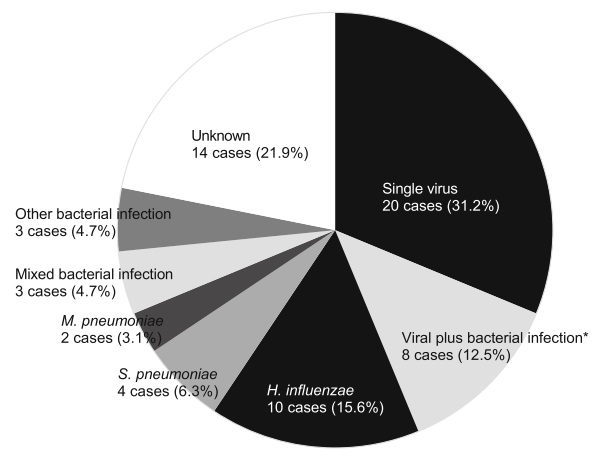 Unknown
14 cases (21.9%)
Single virus
20 cases (31.2%)
Other bacterial infection
3 cases (4.7%)
Mixed bacterial infection
3 cases (4.7%)
M. pneumoniae
2 cases (3.1%)
Viral plus bacterial infection*
8 cases (12.5%)
S. pneumoniae
4 cases (6.3%)
H. influenzae
10 cases (15.6%)